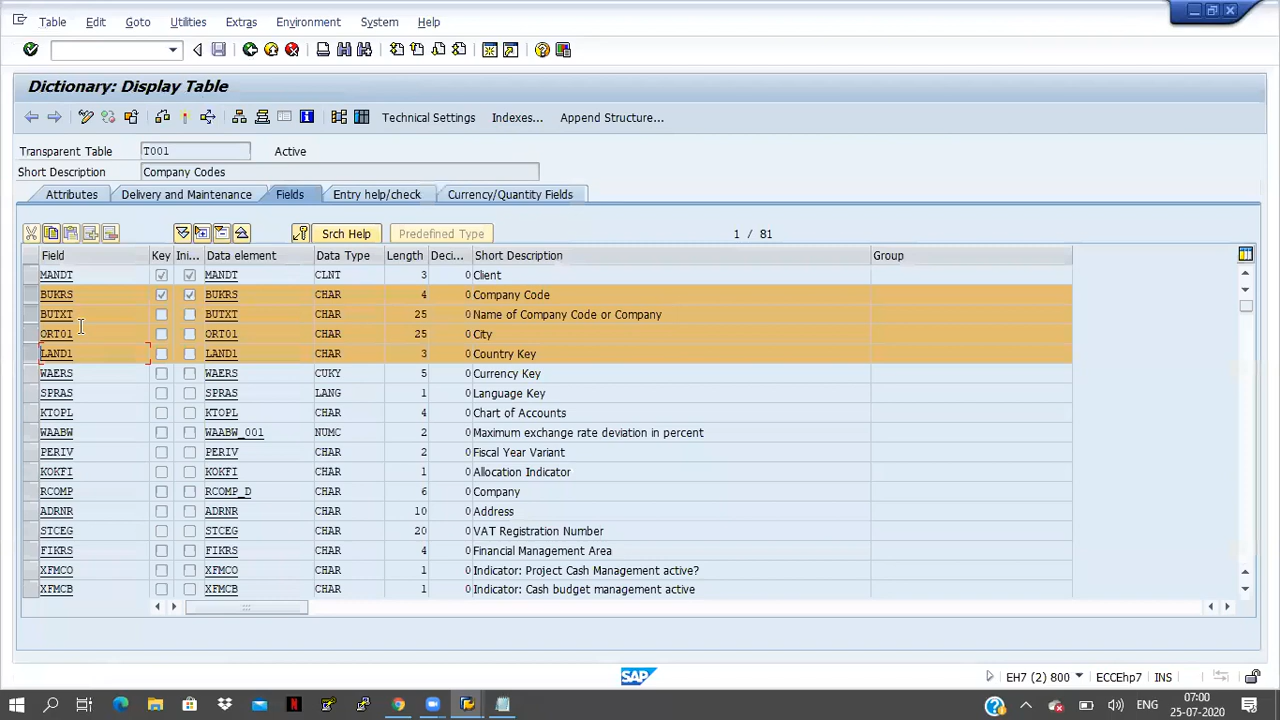 Table Edit Goto Utilities Extras Environment System Help
Dictionary: Display Table
Technical Settings Indexes... Append Structure...
Transparent Table T001 Active
Short Description Company Codes
Attributes Delivery and Maintenance Fields Entry help/check Currency/Quantity Fields
Srch Help Predefined Type 1 / 81
Field Key Ini... Data element Data Type Length Deci... Short Description Group
MANDT MANDT CLNT 3 0 Client
BUKRS BUKRS CHAR 4 0 Company Code
BUTXT BUTXT CHAR 25 0 Name of Company Code or Company
ORT01 ORT01 CHAR 25 0 City
LAND1 LAND1 CHAR 3 0 Country Key
WAERS WAERS CUKY 5 0 Currency Key
SPRAS SPRAS LANG 1 0 Language Key
KTOPL KTOPL CHAR 4 0 Chart of Accounts
WAABW WAABW_001 NUMC 2 0 Maximum exchange rate deviation in percent
PERIV PERIV CHAR 2 0 Fiscal Year Variant
KOKFI KOKFI CHAR 1 0 Allocation Indicator
RCOMP RCOMP_D CHAR 6 0 Company
ADRNR ADRNR CHAR 10 0 Address
STCEG STCEG CHAR 20 0 VAT Registration Number
FIKRS FIKRS CHAR 4 0 Financial Management Area
XFMCO XFMCO CHAR 1 0 Indicator: Project Cash Management active?
XFMCB XFMCB CHAR 1 0 Indicator: Cash budget management active
SAP EH7 (2) 800 ECCEhp7 INS
ENG 07:00
25-07-2020